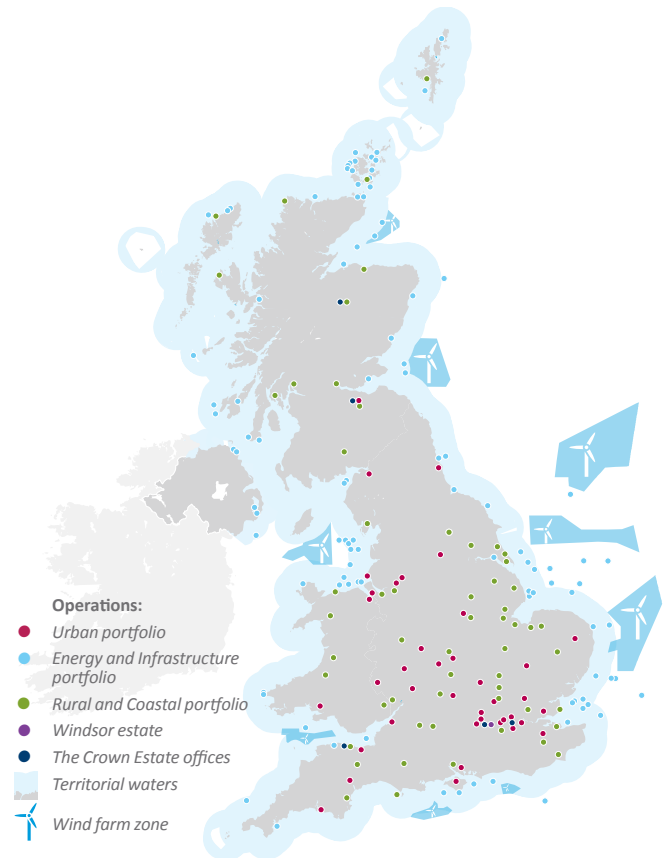 Operations:
Urban portfolio
Energy and Infrastructure
portfolio
Rural and Coastal portfolio
Windsor estate
The Crown Estate offices
Territorial waters
Wind farm zone